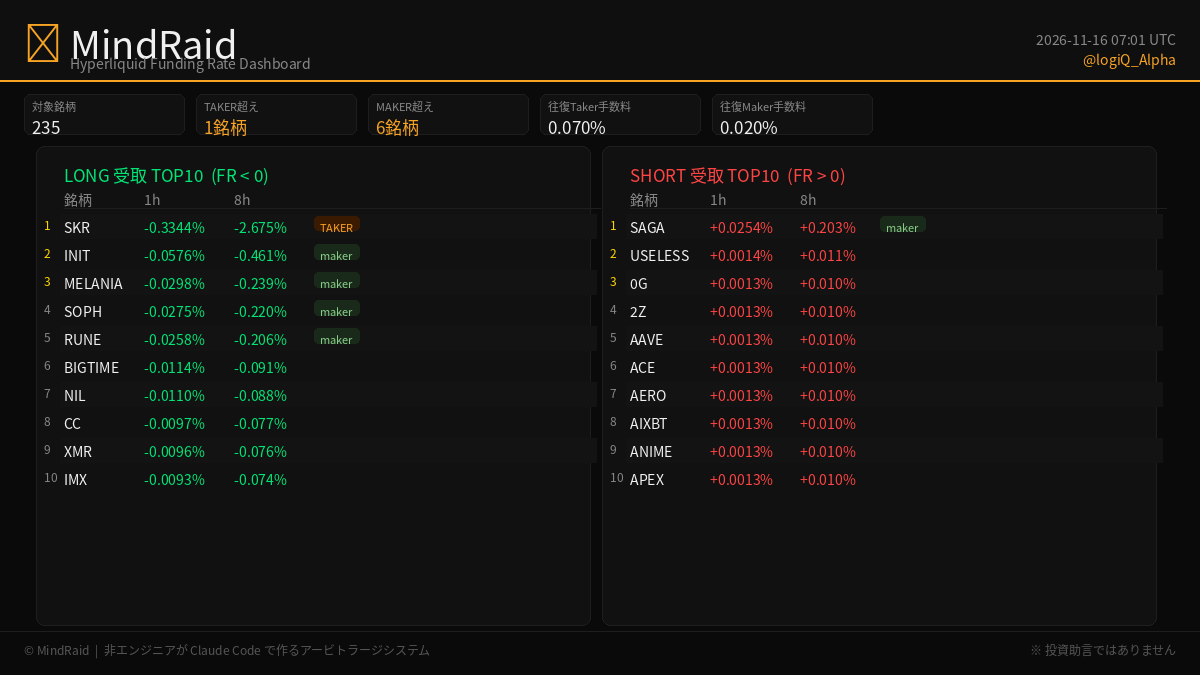 MindRaid
Hyperliquid Funding Rate Dashboard
2026-11-16 07:01 UTC
@logiQ_Alpha
対象銘柄
235
TAKER超え
1銘柄
MAKER超え
6銘柄
往復Taker手数料
0.070%
往復Maker手数料
0.020%
LONG 受取 TOP10 (FR < 0)
銘柄 1h 8h
1 SKR -0.3344% -2.675% TAKER
2 INIT -0.0576% -0.461% maker
3 MELANIA -0.0298% -0.239% maker
4 SOPH -0.0275% -0.220% maker
5 RUNE -0.0258% -0.206% maker
6 BIGTIME -0.0114% -0.091%
7 NIL -0.0110% -0.088%
8 CC -0.0097% -0.077%
9 XMR -0.0096% -0.076%
10 IMX -0.0093% -0.074%
SHORT 受取 TOP10 (FR > 0)
銘柄 1h 8h
1 SAGA +0.0254% +0.203% maker
2 USELESS +0.0014% +0.011%
3 0G +0.0013% +0.010%
4 2Z +0.0013% +0.010%
5 AAVE +0.0013% +0.010%
6 ACE +0.0013% +0.010%
7 AERO +0.0013% +0.010%
8 AIXBT +0.0013% +0.010%
9 ANIME +0.0013% +0.010%
10 APEX +0.0013% +0.010%
© MindRaid | 非エンジニアが Claude Code で作るアービトラージシステム
※ 投資助言ではありません